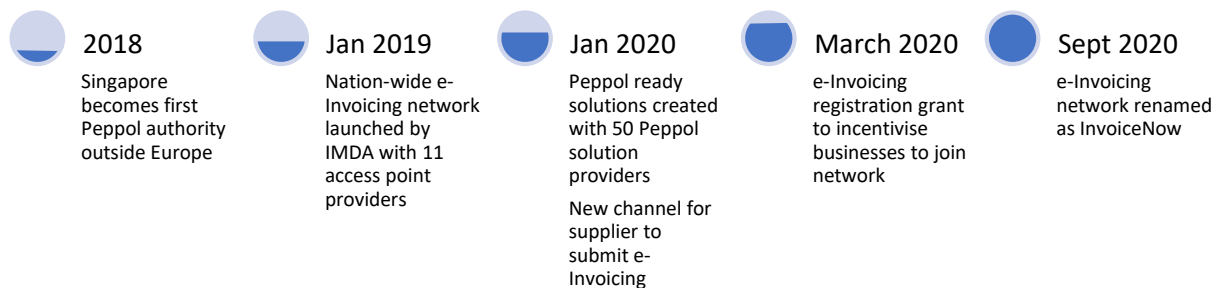 2018
Singapore
becomes first
Peppol authority
outside Europe
Jan 2019
Nation-wide e-
Invoicing network
launched by
IMDA with 11
access point
providers
Jan 2020
Peppol ready
solutions created
with 50 Peppol
solution
providers
New channel for
supplier to
submit e-
Invoicing
March 2020
e-Invoicing
registration grant
to incentivise
businesses to join
network
Sept 2020
e-Invoicing
network renamed
as InvoiceNow